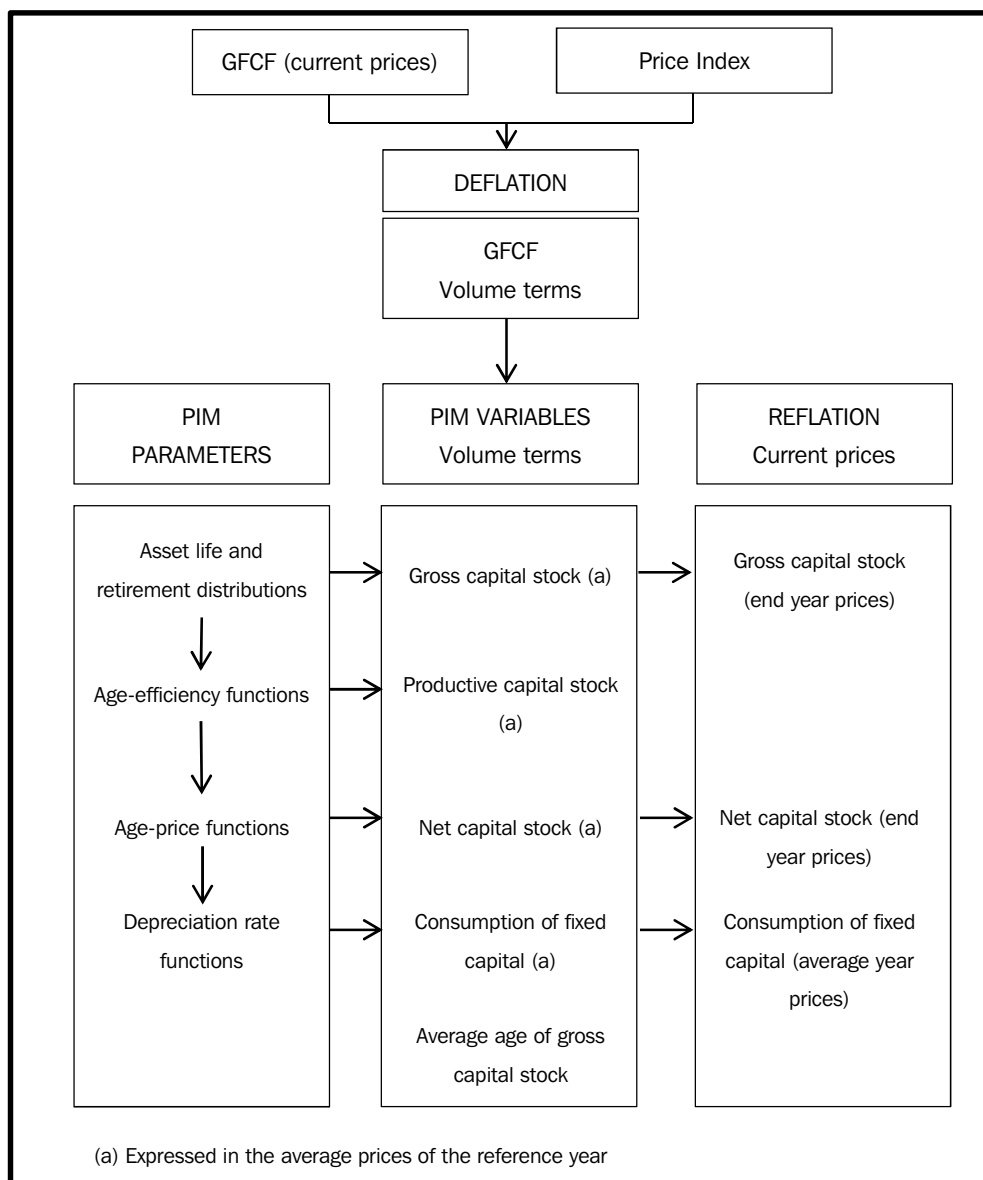 GFCF (current prices)
Price Index
DEFLATION
GFCF
Volume terms
PIM
PARAMETERS
PIM VARIABLES
Volume terms
REFLATION
Current prices
Asset life and
retirement distributions
Age-efficiency functions
Age-price functions
Depreciation rate
functions
Gross capital stock (a)
Productive capital stock
(a)
Net capital stock (a)
Consumption of fixed
capital (a)
Average age of gross
capital stock
Gross capital stock
(end year prices)
Net capital stock (end
year prices)
Consumption of fixed
capital (average year
prices)
(a) Expressed in the average prices of the reference year